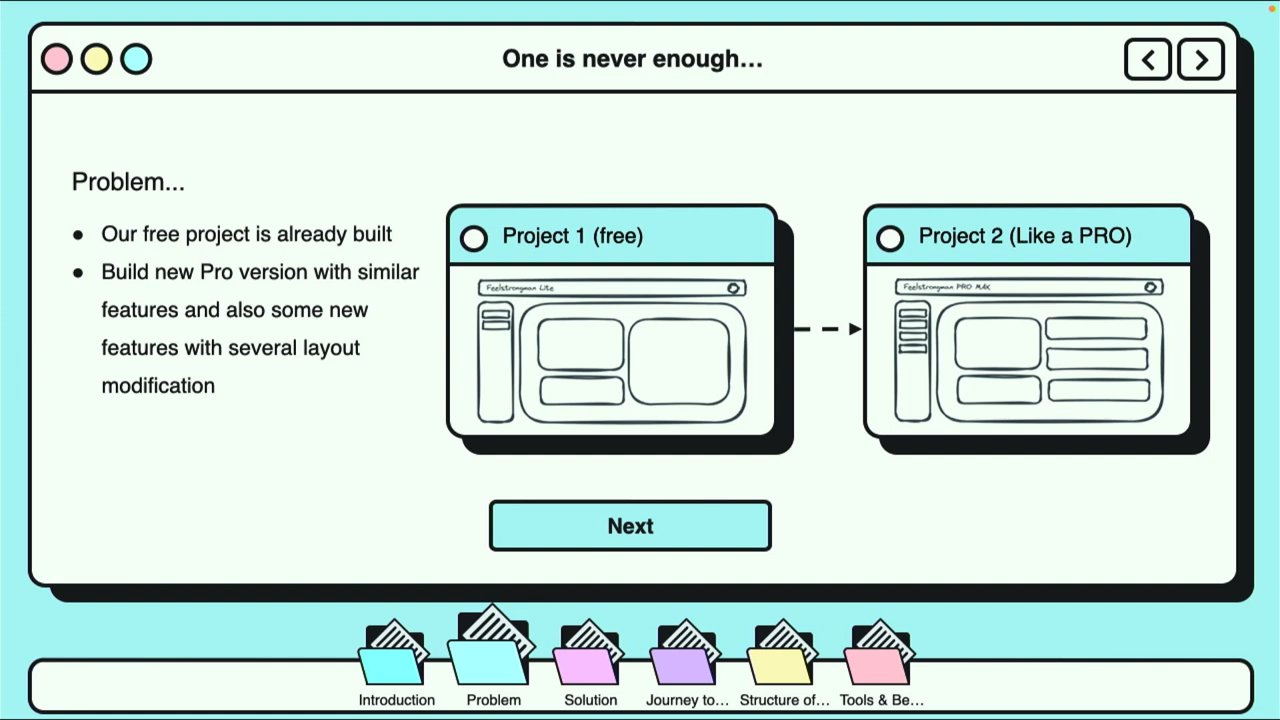 One is never enough...
Problem...
● Our free project is already built
● Build new Pro version with similar
features and also some new
features with several layout
modification
Project 1 (free)
Feelstrongman Lite
Project 2 (Like a PRO)
Feelstrongman PRO MAX
Next
Introduction
Problem
Solution
Journey to...
Structure of...
Tools & Be...